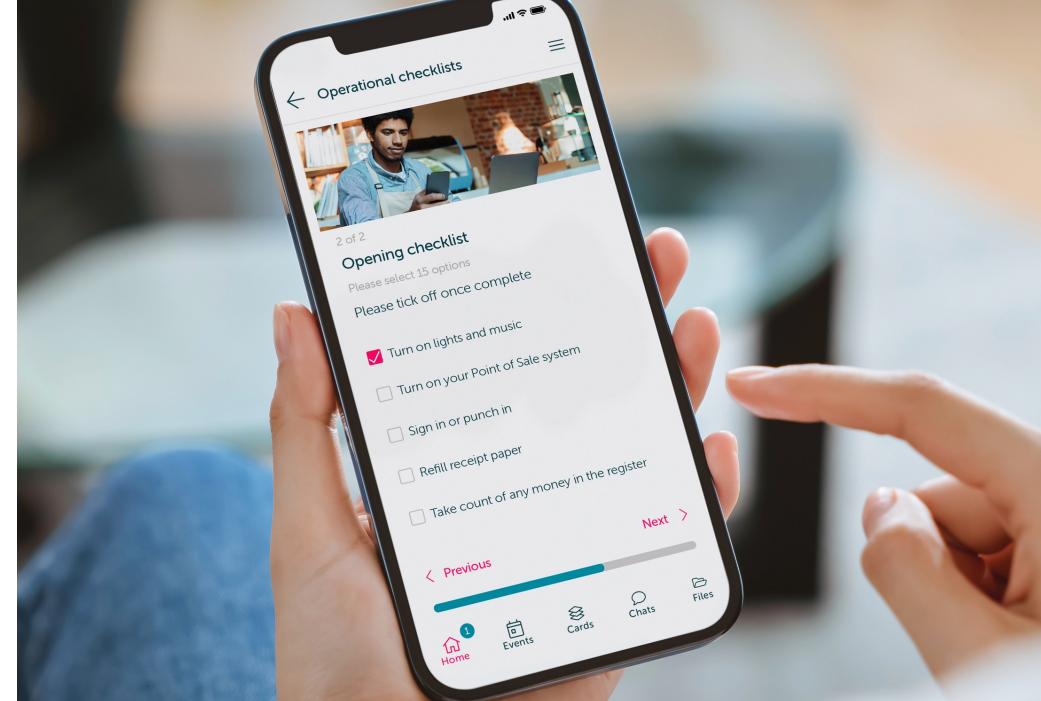 Operational checklists
2 of 2
Opening checklist
Please select 15 options
Please tick off once complete
Turn on lights and music
Turn on your Point of Sale system
Sign in or punch in
Refill receipt paper
Take count of any money in the register
Next
Previous
1
Home
Events
Cards
Chats
Files